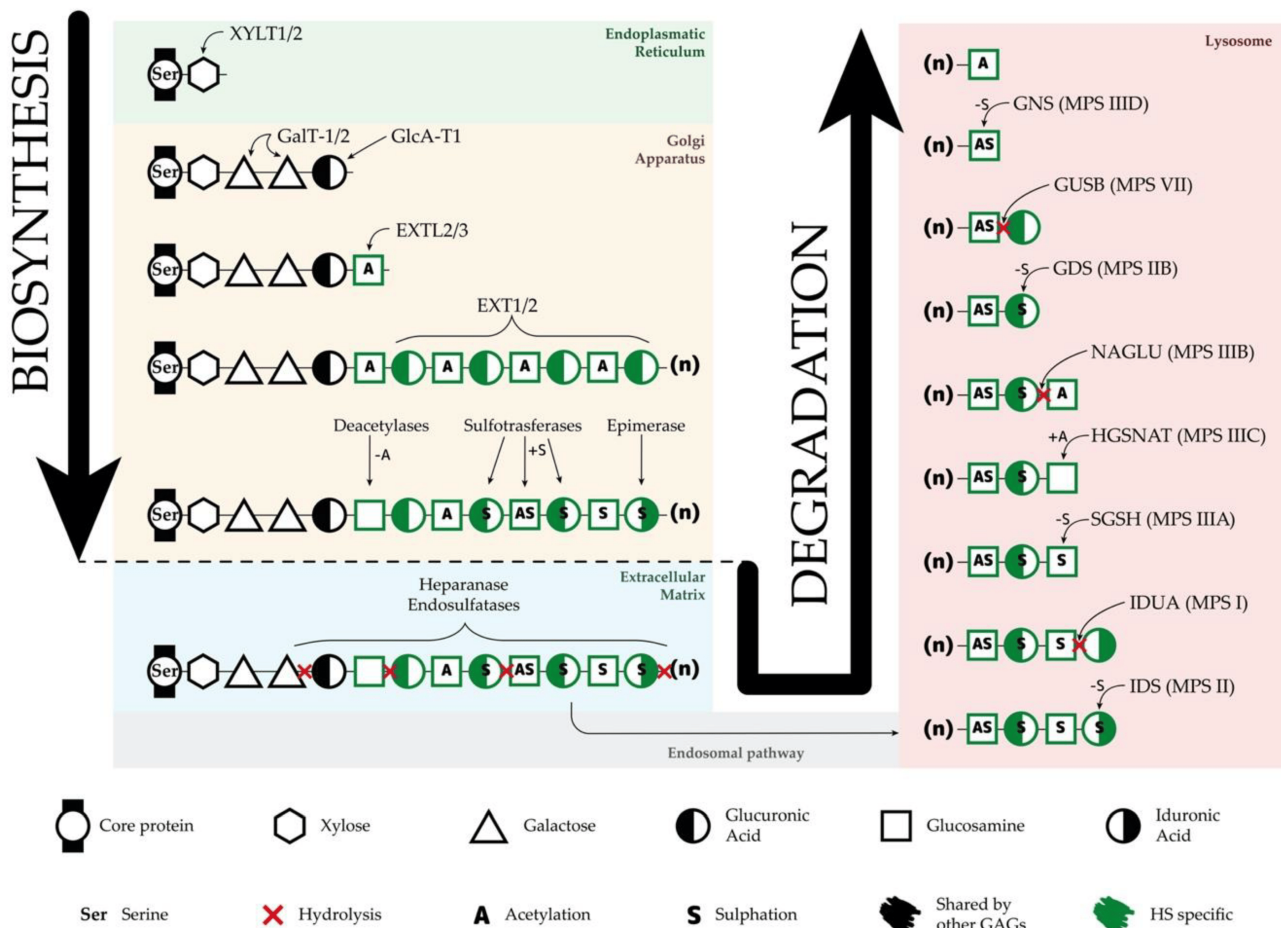 BIOSYNTHESIS
Endoplasmatic
Reticulum
XYLT1/2
Ser
Golgi
Apparatus
GalT-1/2
GlcA-T1
Ser
EXTL2/3
Ser
A
EXT1/2
Ser
A
A
A
A
(n)
Deacetylases
Sulfotrasferases
Epimerase
-A
+S
Ser
A
S
AS
S
S
S
(n)
Extracellular
Matrix
Heparanase
Endosulfatases
Ser
A
S
AS
S
S
S
(n)
Endosomal pathway
DEGRADATION
Lysosome
(n)
A
-S
GNS (MPS IIID)
(n)
AS
GUSB (MPS VII)
(n)
AS
-S
GDS (MPS IIB)
(n)
AS
S
NAGLU (MPS IIIB)
(n)
AS
S
A
+A
HGSNAT (MPS IIIC)
(n)
AS
S
-S
SGSH (MPS IIIA)
(n)
AS
S
S
IDUA (MPS I)
(n)
AS
S
S
-S
IDS (MPS II)
(n)
AS
S
S
S
Core protein
Xylose
Galactose
Glucuronic
Acid
Glucosamine
Iduronic
Acid
Ser Serine
Hydrolysis
A Acetylation
S Sulphation
Shared by
other GAGs
HS specific